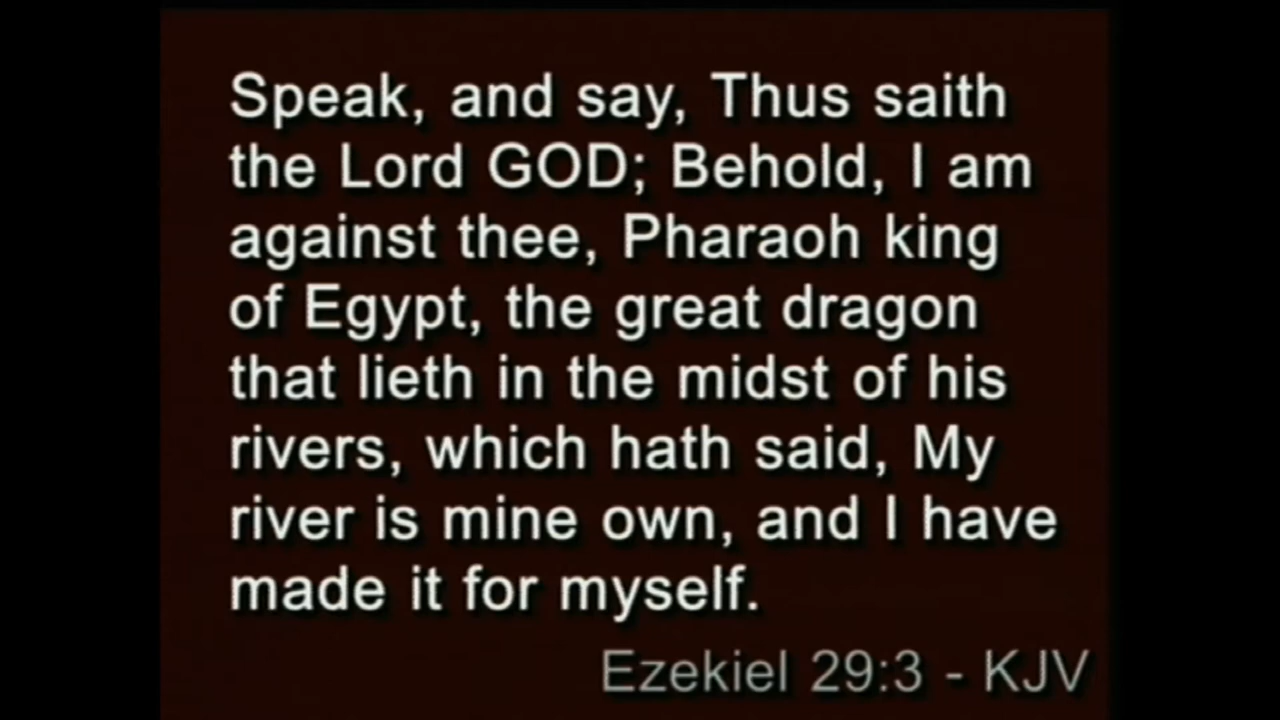 Speak, and say, Thus saith
the Lord GOD; Behold, I am
against thee, Pharaoh king
of Egypt, the great dragon
that lieth in the midst of his
rivers, which hath said, My
river is mine own, and I have
made it for myself.
Ezekiel 29:3 - KJV